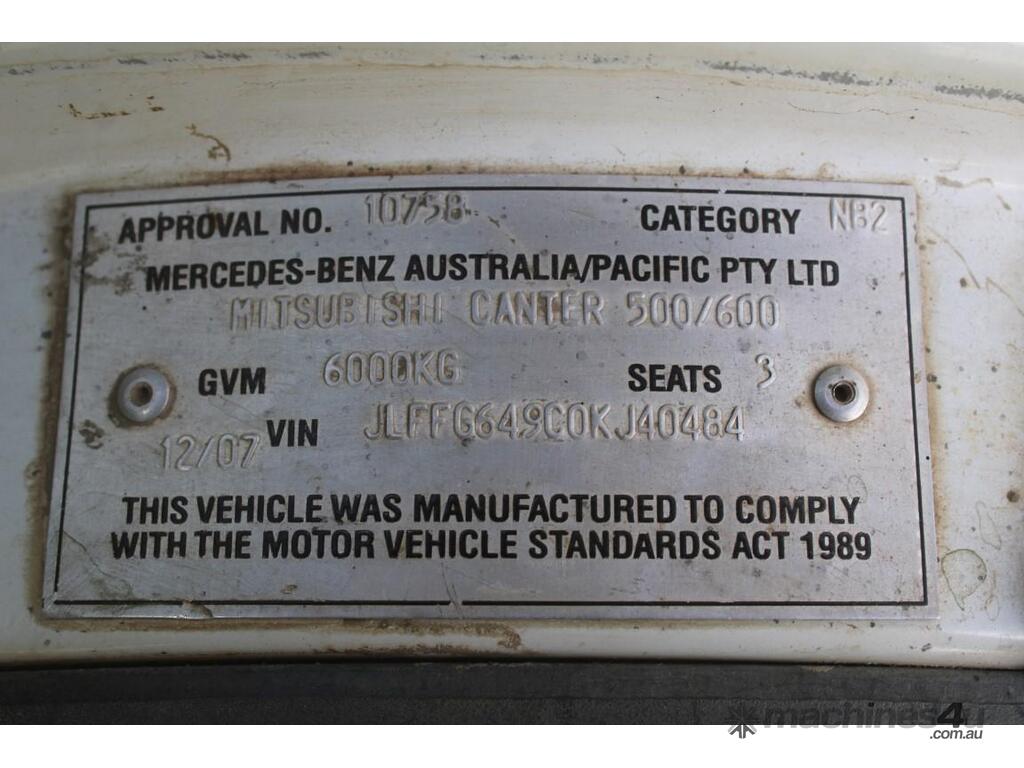 APPROVAL NO. 10758 CATEGORY NB2
MERCEDES-BENZ AUSTRALIA/PACIFIC PTY LTD
MITSUBISHI CANTER 500/600
GVM 6000KG SEATS 3
12/07 VIN JLFFG649C0KJ40484
THIS VEHICLE WAS MANUFACTURED TO COMPLY
WITH THE MOTOR VEHICLE STANDARDS ACT 1989
machines4u
.com.au